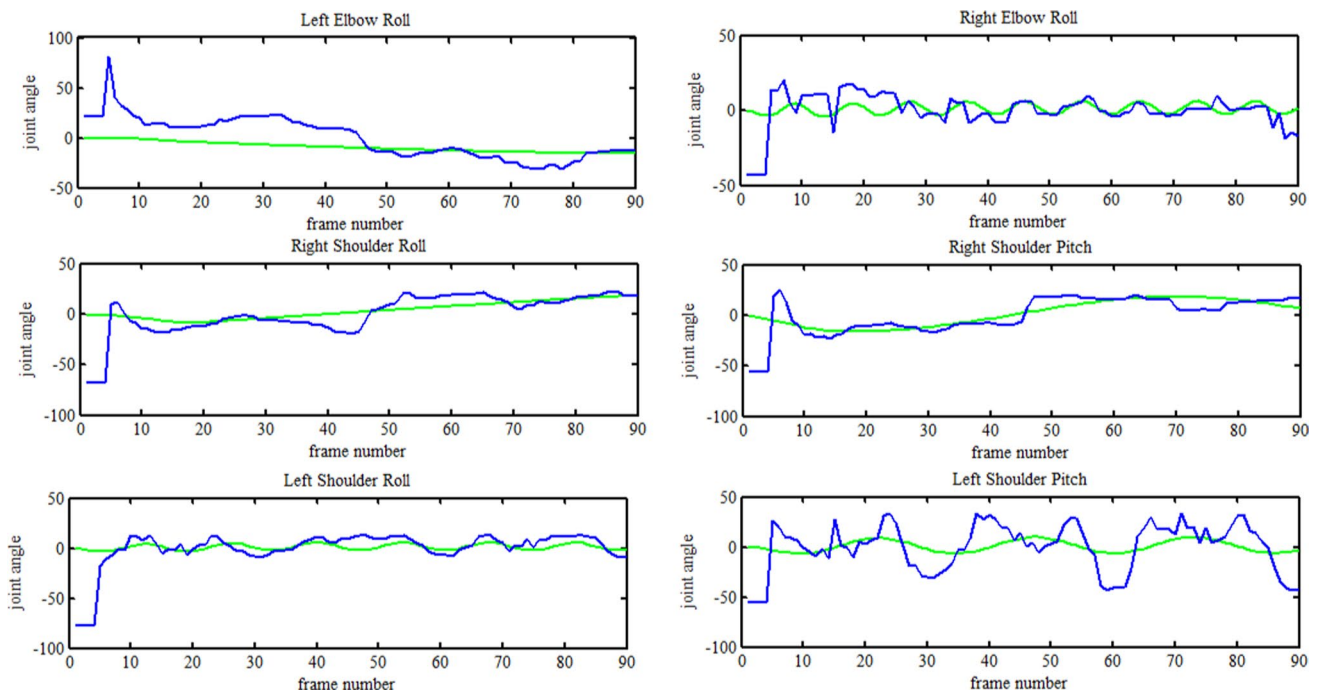 Left Elbow Roll
100
50
0
-50
joint angle
0 10 20 30 40 50 60 70 80 90
frame number
Right Elbow Roll
50
0
-50
joint angle
0 10 20 30 40 50 60 70 80 90
frame number
Right Shoulder Roll
50
0
-50
-100
joint angle
0 10 20 30 40 50 60 70 80 90
frame number
Right Shoulder Pitch
50
0
-50
-100
joint angle
0 10 20 30 40 50 60 70 80 90
frame number
Left Shoulder Roll
50
0
-50
-100
joint angle
0 10 20 30 40 50 60 70 80 90
frame number
Left Shoulder Pitch
50
0
-50
-100
joint angle
0 10 20 30 40 50 60 70 80 90
frame number